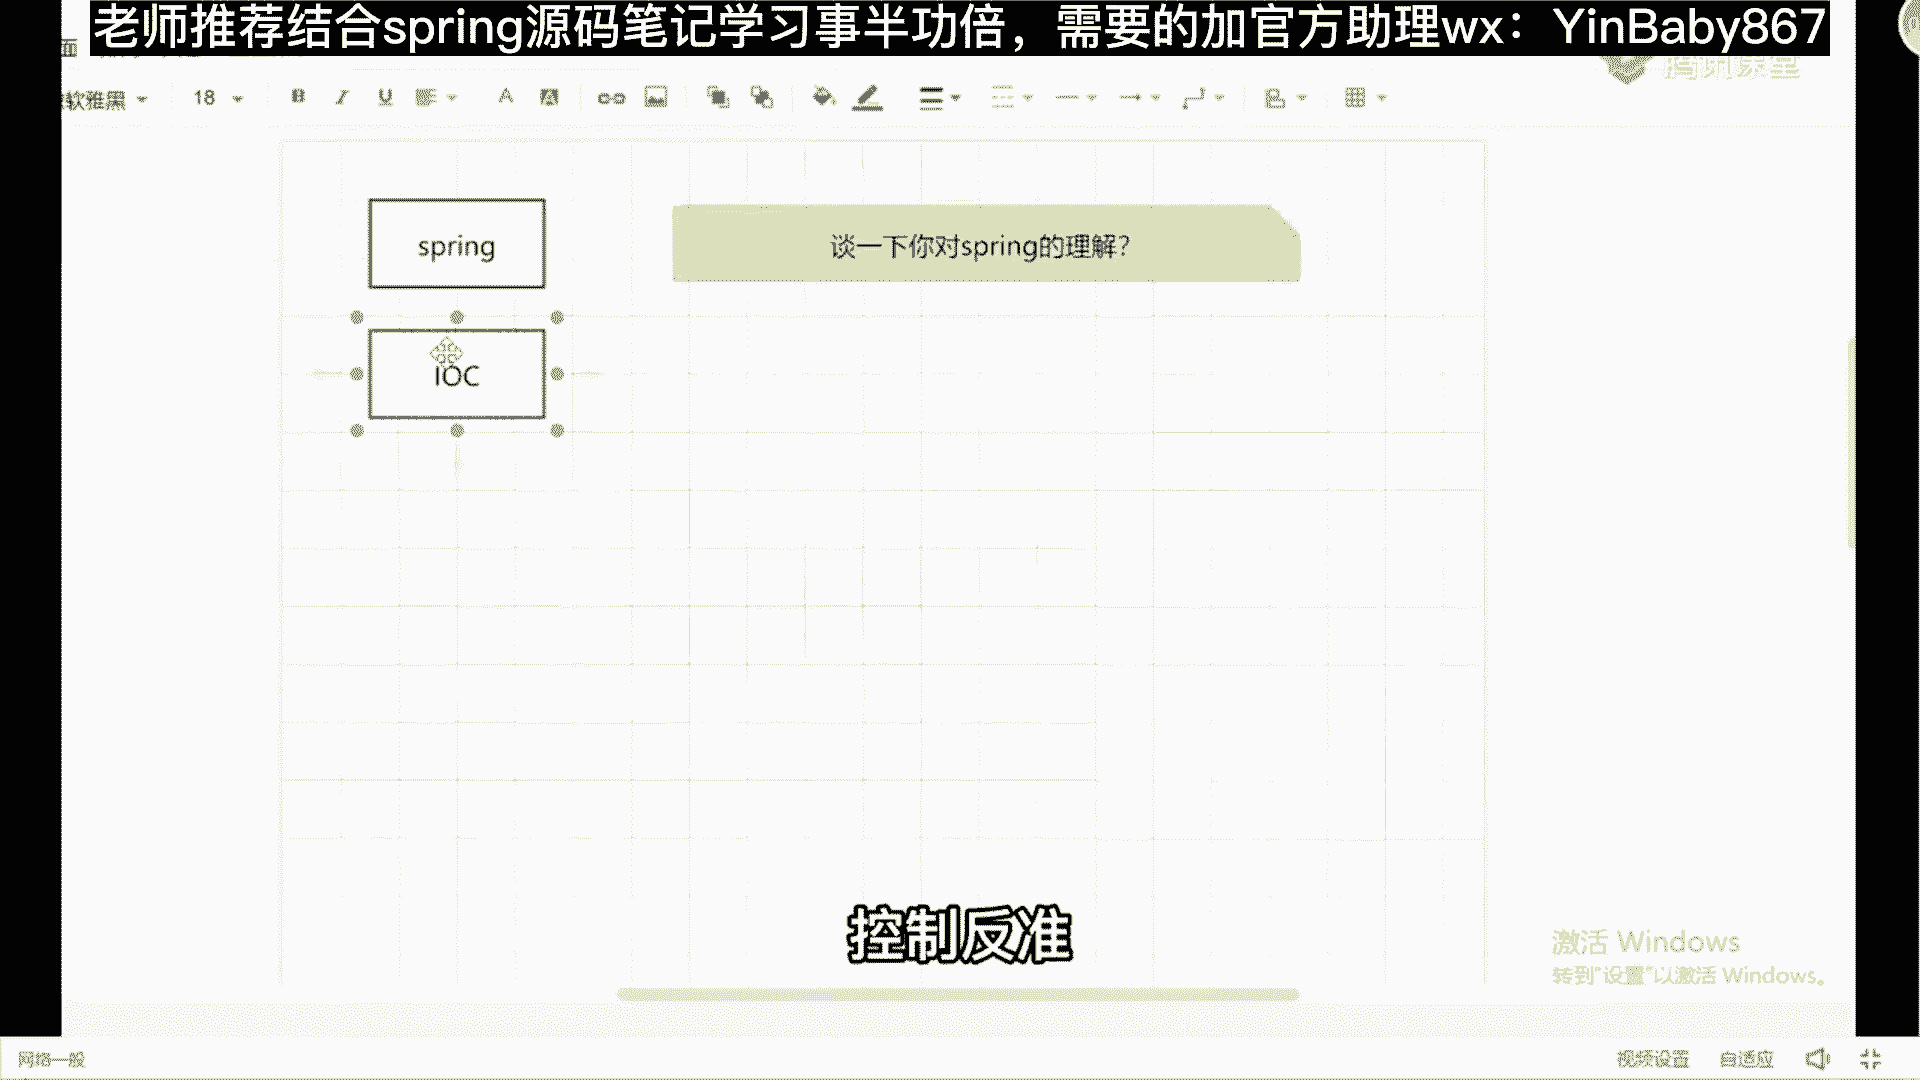 老师推荐结合spring源码笔记学习事半功倍，需要的加官方助理wx：YinBaby867
面
腾讯课堂
软雅黑 18 B I U A A
spring
谈一下你对spring的理解？
IOC
控制反准
激活 Windows
转到“设置”以激活 Windows。
网络一般
视频设置 自适应